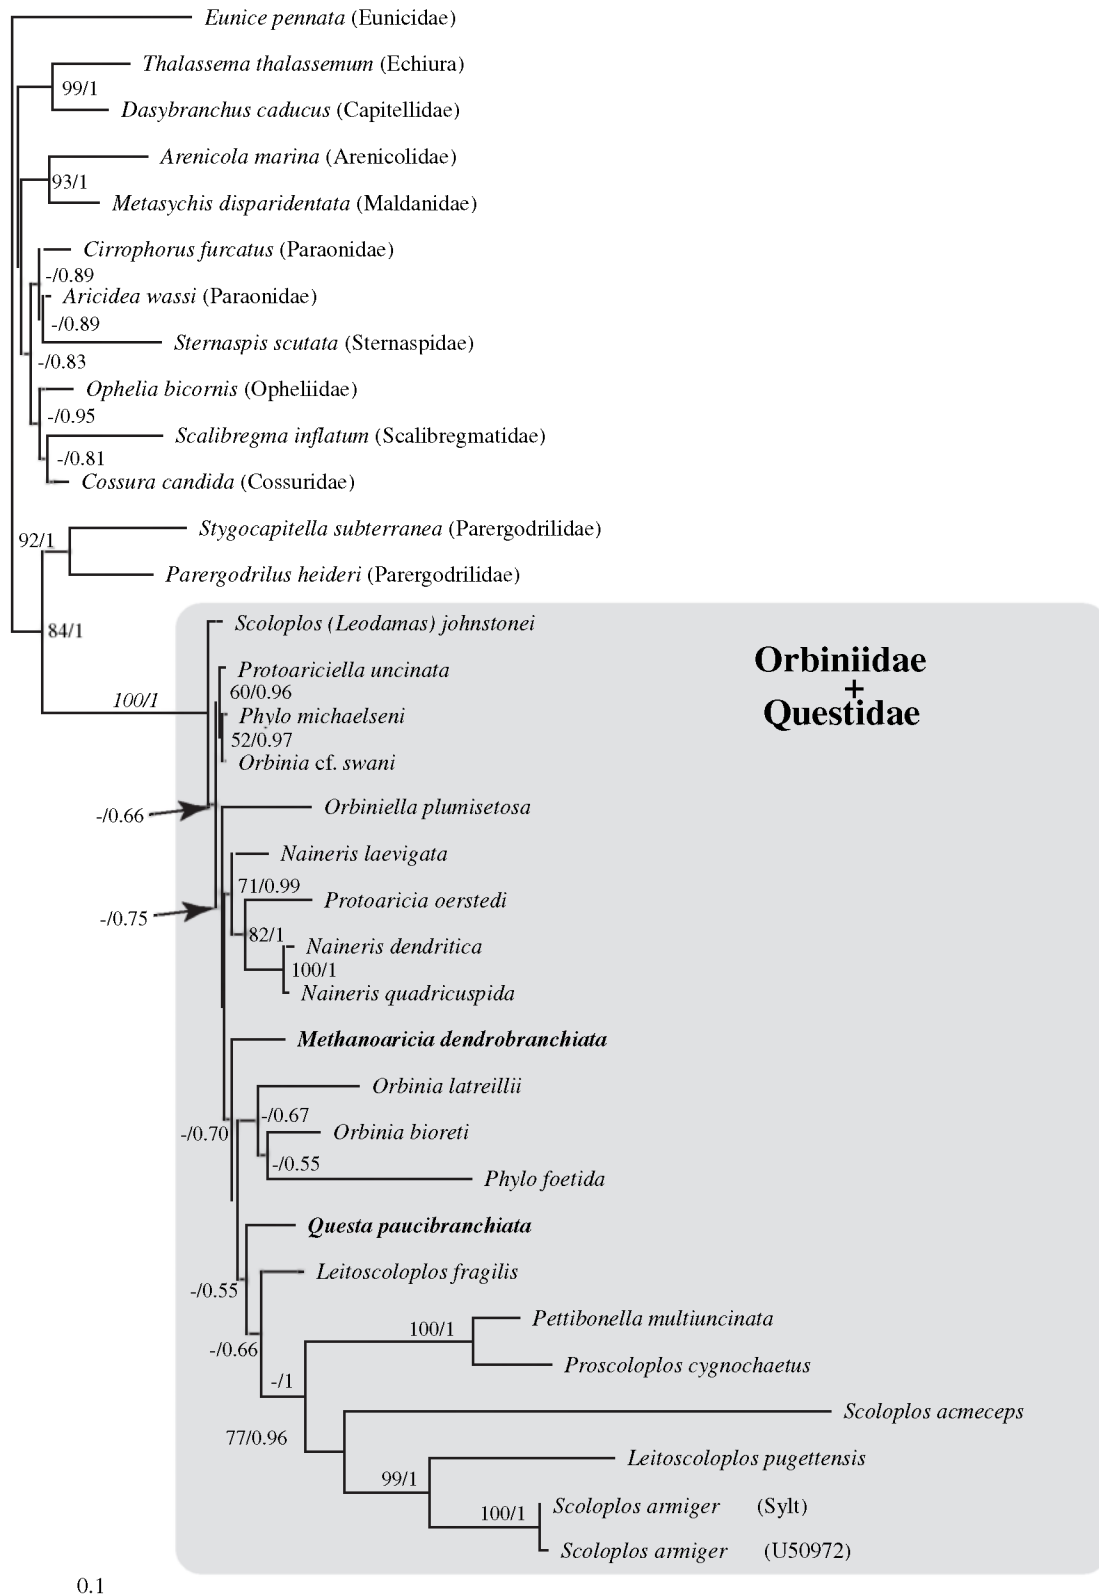 Eunice pennata (Eunicidae)
Thalassema thalassemum (Echiura)
99/1
Dasybranchus caducus (Capitellidae)
Arenicola marina (Arenicolidae)
93/1
Metasychis disparidentata (Maldanidae)
Cirrophorus furcatus (Paraonidae)
-/0.89
Aricidea wassi (Paraonidae)
-/0.89
Sternaspis scutata (Sternaspidae)
-/0.83
Ophelia bicornis (Opheliidae)
-/0.95
Scalibregma inflatum (Scalibregmatidae)
-/0.81
Cossura candida (Cossuridae)
Stygocapitella subterranea (Parergodrilidae)
92/1
Parergodrilus heideri (Parergodrilidae)
Scoloplos (Leodamas) johnstonei
84/1
Orbiniidae
+
Questidae
Protoariciella uncinata
60/0.96
100/1
Phylo michaelseni
52/0.97
Orbinia cf. swani
-/0.66
Orbiniella plumisetosa
Naineris laevigata
71/0.99
Protoaricia oerstedi
-/0.75
82/1
Naineris dendritica
100/1
Naineris quadricuspida
Methanoaricia dendrobranchiata
Orbinia latreillii
-/0.67
-/0.70
Orbinia bioreti
-/0.55
Phylo foetida
Questa paucibranchiata
Leitoscoloplos fragilis
-/0.55
Pettibonella multiuncinata
100/1
-/0.66
Proscoloplos cygnochaetus
-/1
Scoloplos acmeceps
77/0.96
Leitoscoloplos pugettensis
99/1
Scoloplos armiger (Sylt)
100/1
Scoloplos armiger (U50972)
0.1